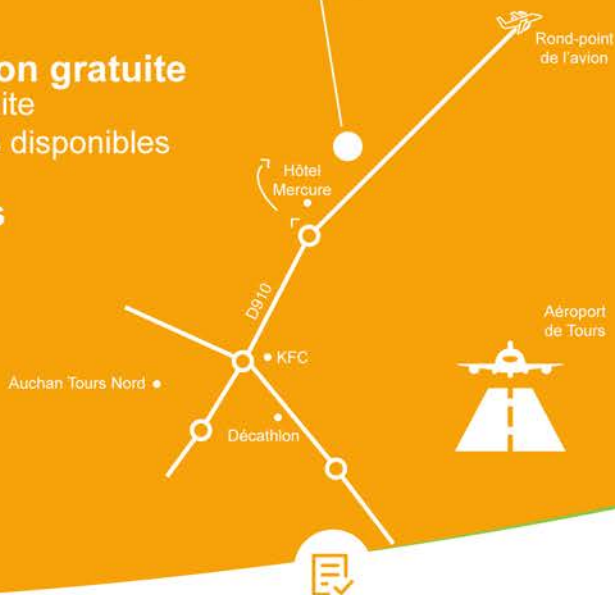 on gratuite
ite
disponibles
s
Rond-point
de l'avion
Hôtel
Mercure
D910
Aéroport
de Tours
KFC
Auchan Tours Nord
Décathlon